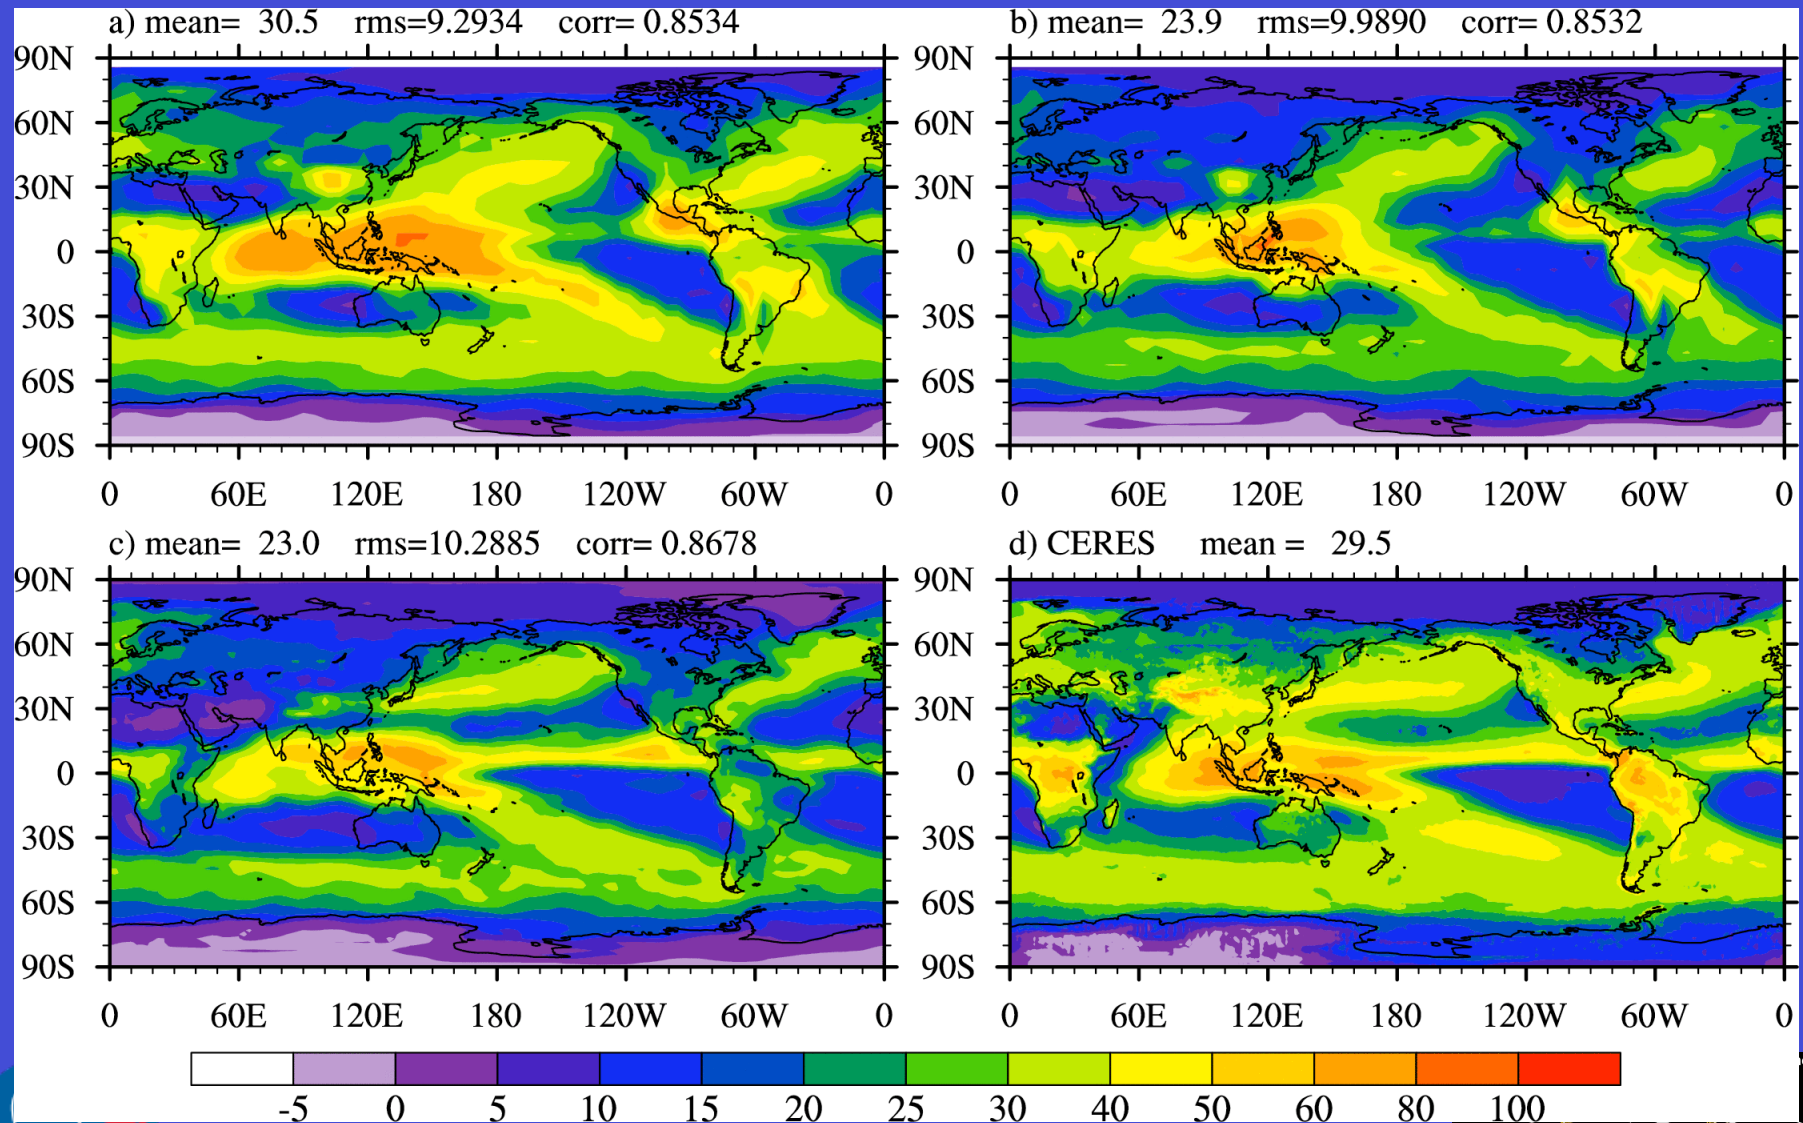 a) mean= 30.5 rms=9.2934 corr= 0.8534
b) mean= 23.9 rms=9.9890 corr= 0.8532
90N
60N
30N
0
30S
60S
90S
0 60E 120E 180 120W 60W 0
90N
60N
30N
0
30S
60S
90S
0 60E 120E 180 120W 60W 0
c) mean= 23.0 rms=10.2885 corr= 0.8678
d) CERES mean = 29.5
90N
60N
30N
0
30S
60S
90S
0 60E 120E 180 120W 60W 0
90N
60N
30N
0
30S
60S
90S
0 60E 120E 180 120W 60W 0
-5 0 5 10 15 20 25 30 40 50 60 80 100